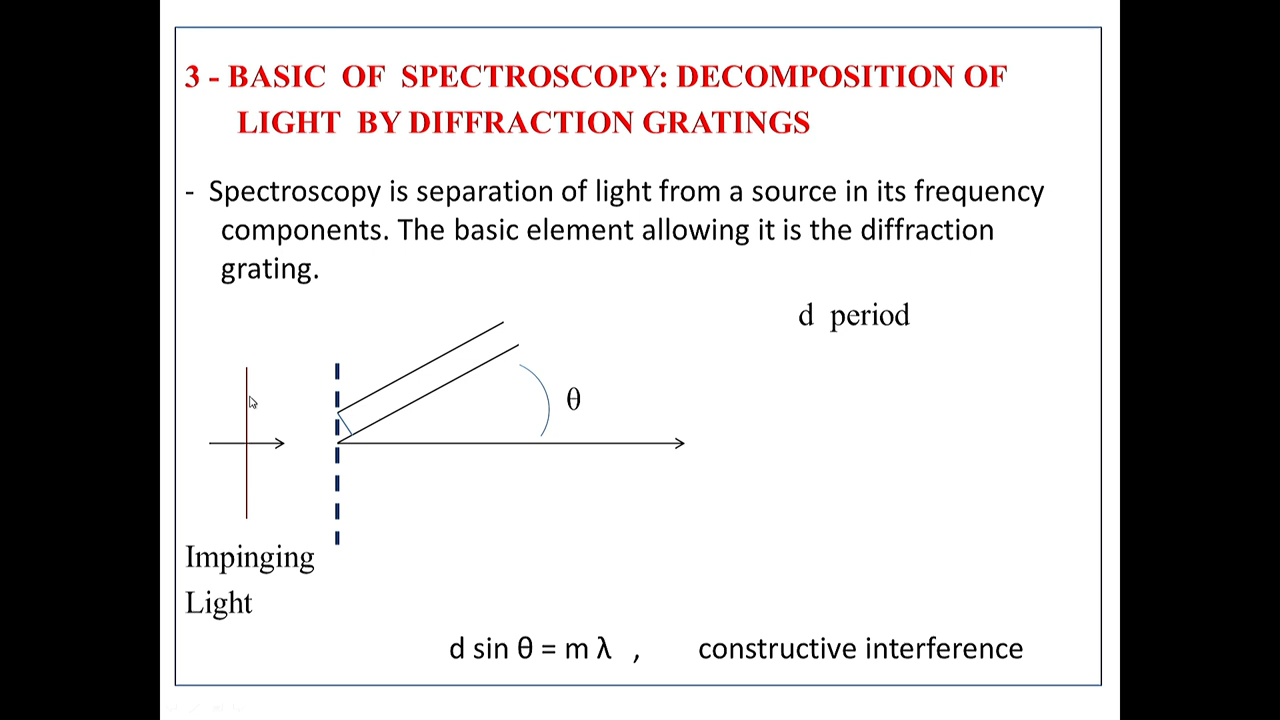 3 - BASIC OF SPECTROSCOPY: DECOMPOSITION OF
LIGHT BY DIFFRACTION GRATINGS
- Spectroscopy is separation of light from a source in its frequency
components. The basic element allowing it is the diffraction
grating.
d period
θ
Impinging
Light
d sin θ = m λ , constructive interference